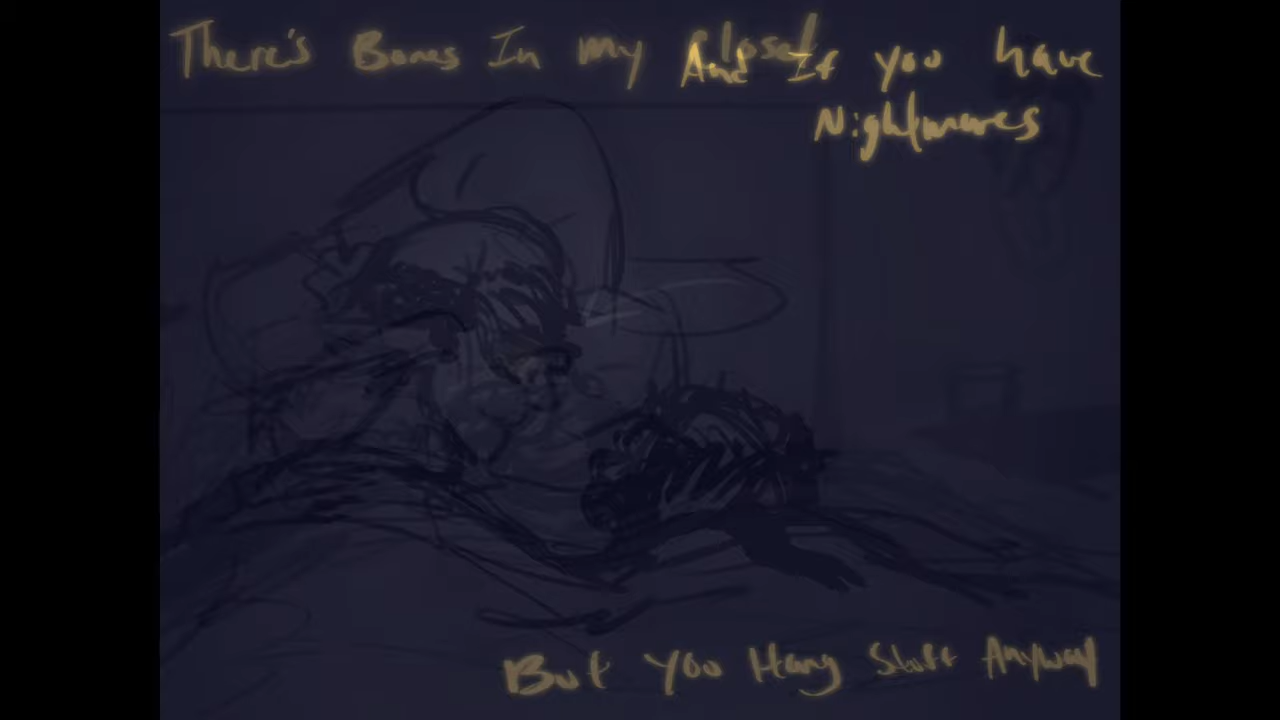 There's Bones In my Closet
And If you have
Nightmares
But You Hang Stuff Anyway